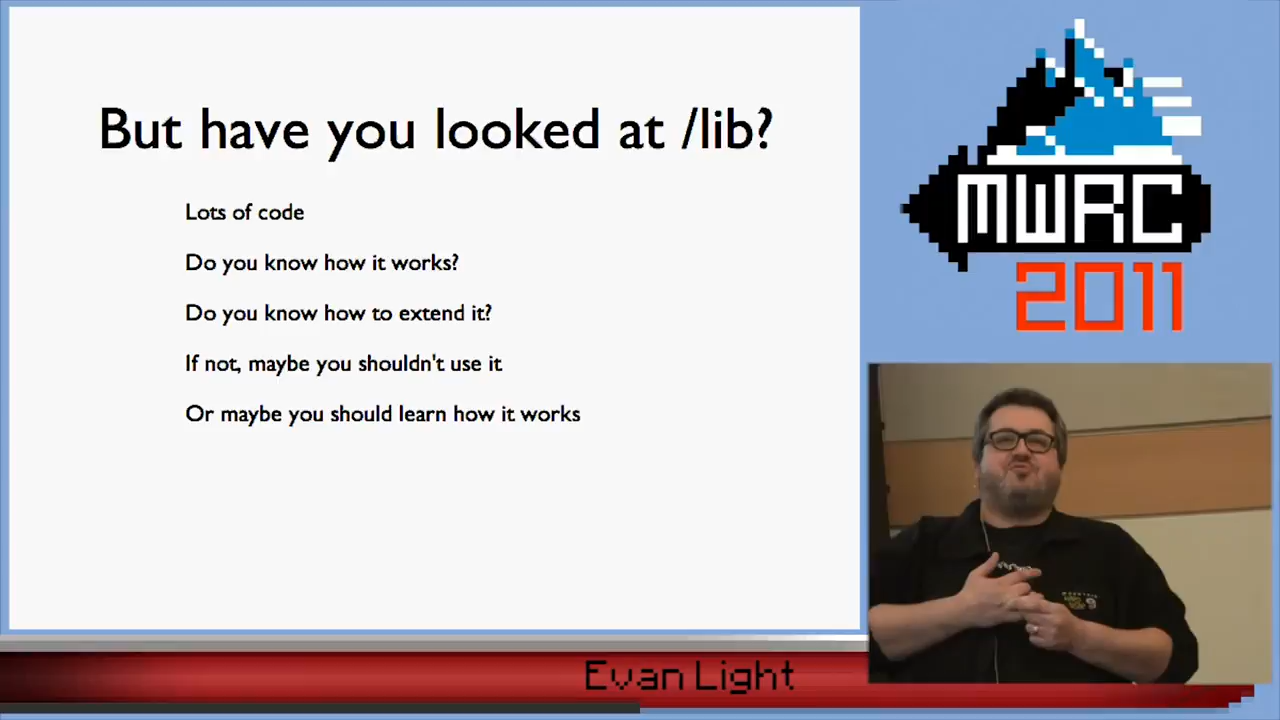 But have you looked at /lib?
Lots of code
Do you know how it works?
Do you know how to extend it?
If not, maybe you shouldn't use it
Or maybe you should learn how it works
MWRC
2011
Evan Light